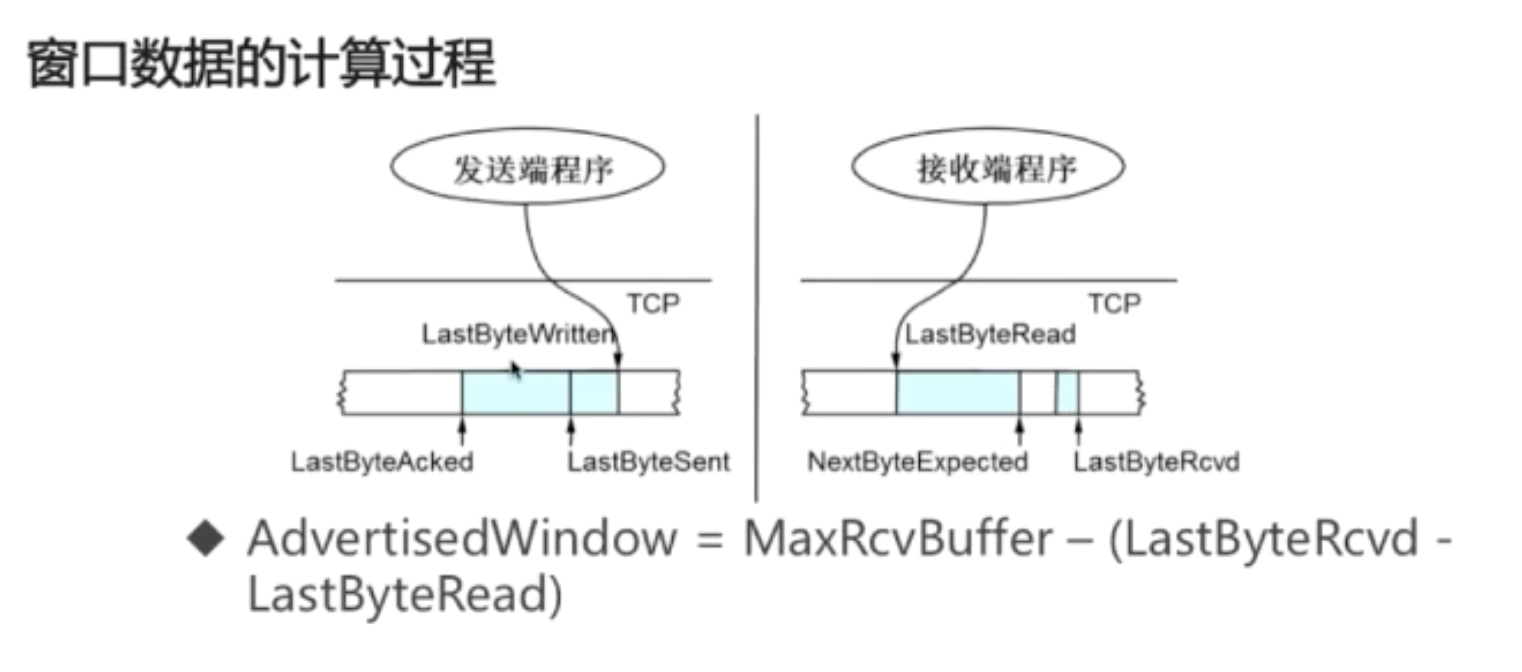 窗口数据的计算过程
发送端程序
TCP
LastByteWritten
LastByteAcked
LastByteSent
接收端程序
TCP
LastByteRead
NextByteExpected
LastByteRcvd
◆ AdvertisedWindow = MaxRcvBuffer – (LastByteRcvd -
LastByteRead)